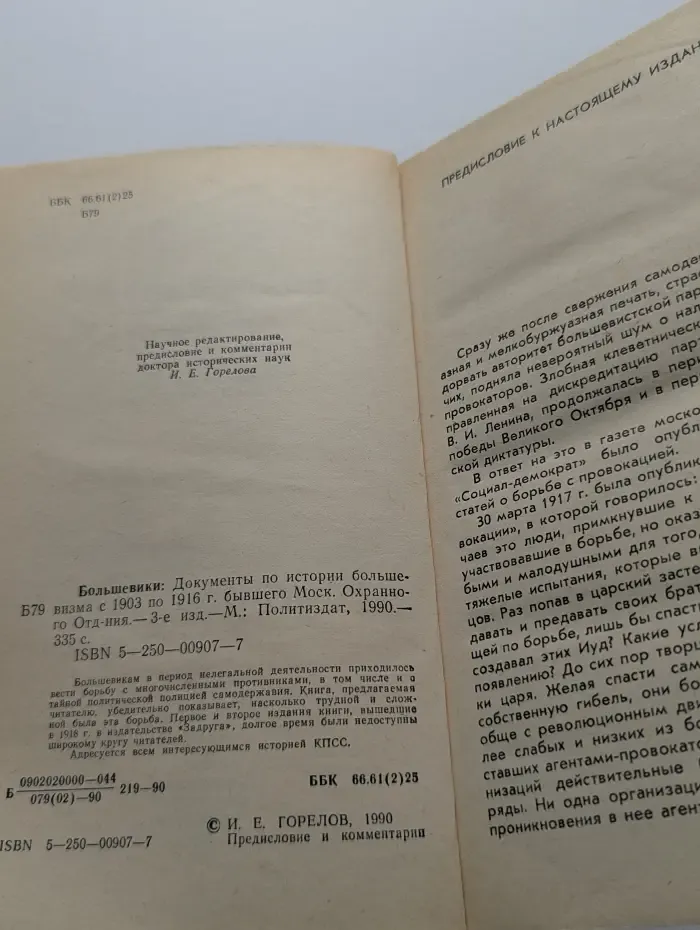 ББК 66.61(2)25
Б79
Научное редактирование,
предисловие и комментарии
доктора исторических наук
И. Е. Горелова
Большевики: Документы по истории больше-
Б79 визма с 1903 по 1916 г. бывшего Моск. Охранно-
го Отд-ния.— 3-е изд.—М.: Политиздат, 1990.—
335 с.
ISBN 5—250—00907—7
Большевикам в период нелегальной деятельности приходилось
вести борьбу с многочисленными противниками, в том числе и с
тайной политической полицией самодержавия. Книга, предлагаемая
читателю, убедительно показывает, насколько трудной и слож-
ной была эта борьба. Первое и второе издания книги, вышедшие
в 1918 г. в издательстве «Задруга», долгое время были недоступны
широкому кругу читателей.
Адресуется всем интересующимся историей КПСС.
Б 0902020000—044
079(02)—90 219—90
ББК 66.61(2)25
© И. Е. ГОРЕЛОВ, 1990
Предисловие и комментарии
ISBN 5—250—00907—7
ПРЕДИСЛОВИЕ К НАСТОЯЩЕМУ ИЗДАН
Сразу же после свержения самоде
азная и мелкобуржуазная печать, стра
дорвать авторитет большевистской пар
чих, подняла невероятный шум о нал
провокаторов. Злобная клеветническ
правленная на дискредитацию пар
В. И. Ленина, продолжалась в пери
победы Великого Октября и в пер
ской диктатуры.
В ответ на это в газете моско
«Социал-демократ» было опубл
статей о борьбе с провокацией.
30 марта 1917 г. была опублик
вокации», в которой говорилось:
чаев это люди, примкнувшие к
участвовавшие в борьбе, но оказ
быми и малодушными для того,
тяжелые испытания, которые в
цов. Раз попав в царский засте
давать и предавать своих брат
щей по борьбе, лишь бы спасти
создавал этих Иуд? Какие усл
появлению? До сих пор творц
ки царя. Желая спасти сам
собственную гибель, они бо
обще с революционным дви
лее слабых и низких из бо
ставших агентами-провокато
низаций действительные
ряды. Ни одна организац
проникновения в нее агент